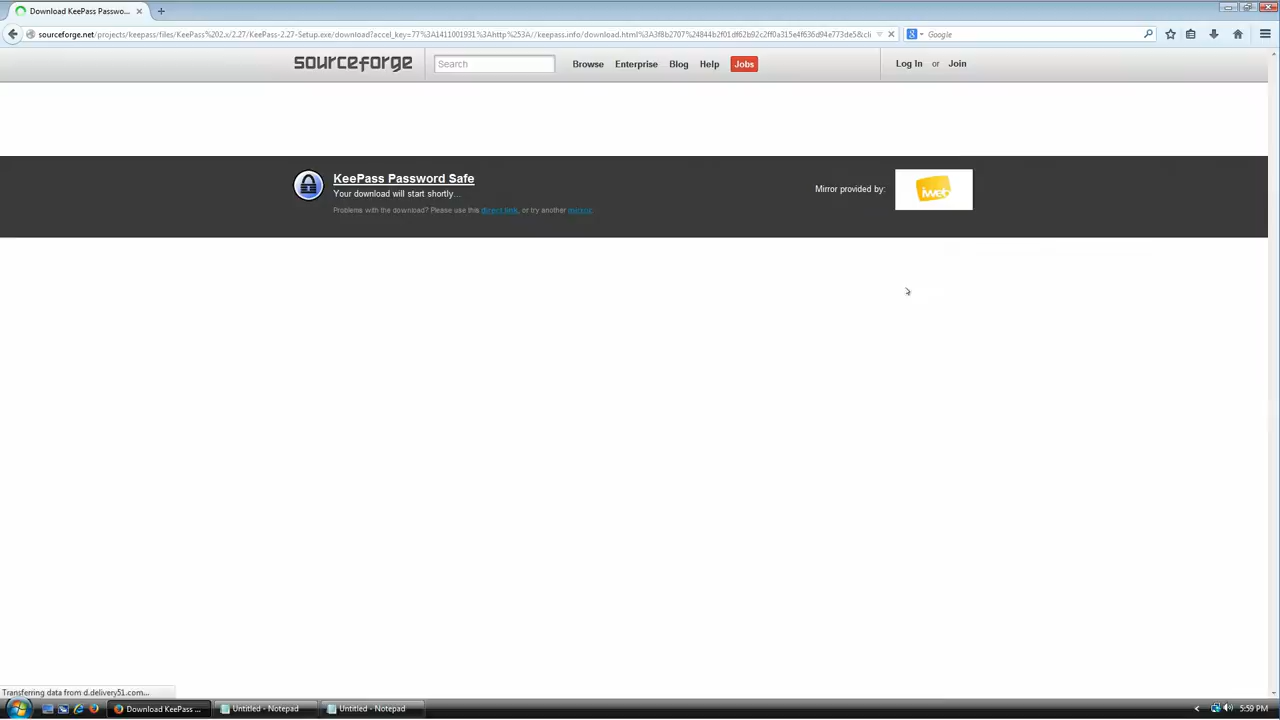 Download KeePass Passwo...
sourceforge.net/projects/keepass/files/KeePass%202.x/2.27/KeePass-2.27-Setup.exe/download?accel_key=77%3A1411001931%3Ahttp%253A//keepass.info/download.html%3A3f8b2707%24844b2f01df62b92c2ff0a315e4f636d94e773de5&cli
Google
sourceforge
Search
Browse
Enterprise
Blog
Help
Jobs
Log In or Join
KeePass Password Safe
Your download will start shortly...
Problems with the download? Please use this direct link, or try another mirror.
Mirror provided by:
iweb
Transferring data from d.delivery51.com...
Download KeePass ...
Untitled - Notepad
Untitled - Notepad
5:59 PM